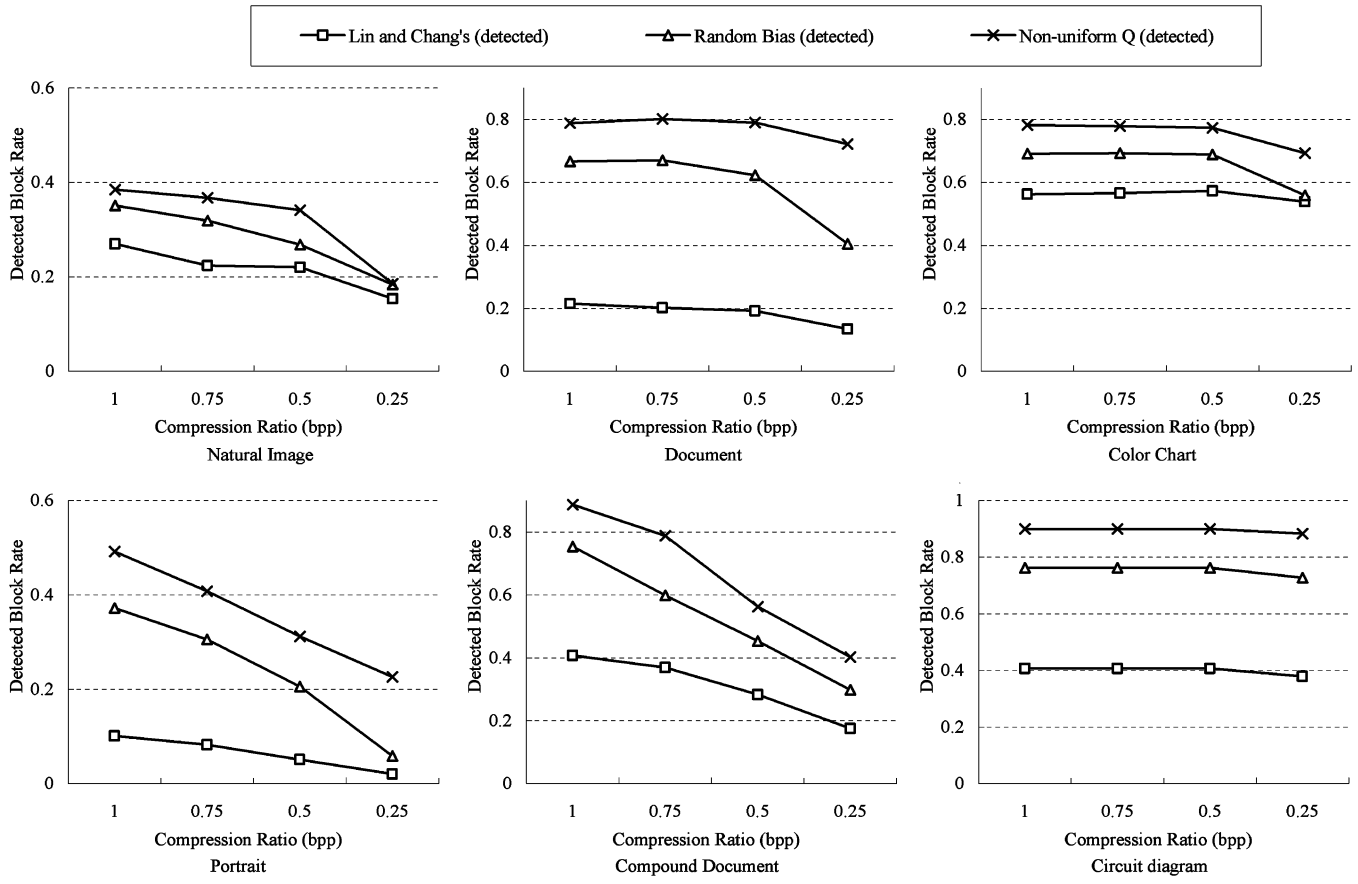 Lin and Chang's (detected) Random Bias (detected) Non-uniform Q (detected)
0.6
0.4
0.2
0
Detected Block Rate
1 0.75 0.5 0.25
Compression Ratio (bpp)
Natural Image
0.8
0.6
0.4
0.2
0
Detected Block Rate
1 0.75 0.5 0.25
Compression Ratio (bpp)
Document
0.8
0.6
0.4
0.2
0
Detected Block Rate
1 0.75 0.5 0.25
Compression Ratio (bpp)
Color Chart
0.6
0.4
0.2
0
Detected Block Rate
1 0.75 0.5 0.25
Compression Ratio (bpp)
Portrait
0.8
0.6
0.4
0.2
0
Detected Block Rate
1 0.75 0.5 0.25
Compression Ratio (bpp)
Compound Document
1
0.8
0.6
0.4
0.2
0
Detected Block Rate
1 0.75 0.5 0.25
Compression Ratio (bpp)
Circuit diagram